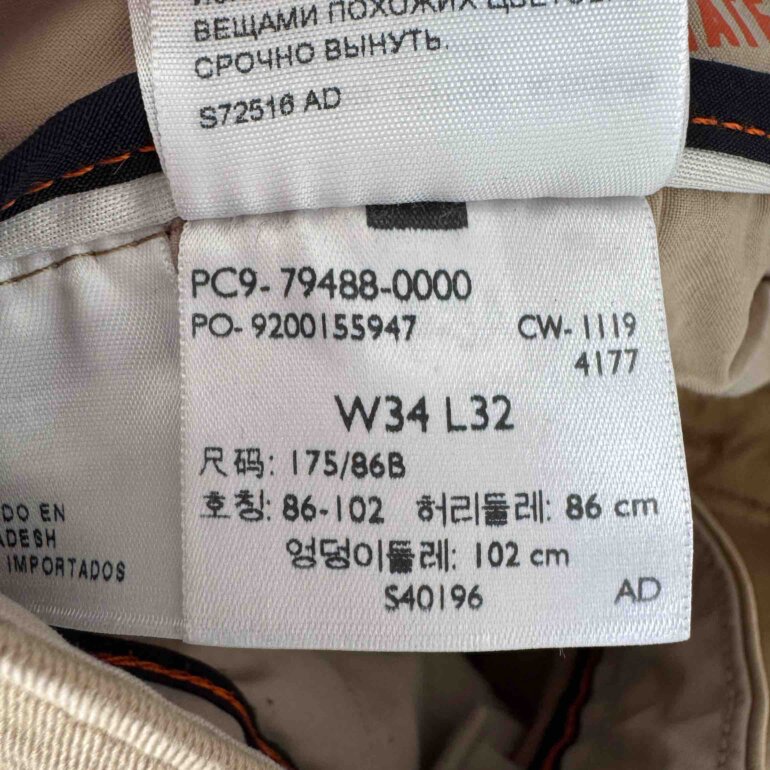 ВЕЩАМИ ПОХОЖИХ
СРОЧНО ВЫНУТЬ.
S72516 AD
PC9- 79488-0000
PO- 9200155947 CW- 1119
4177
W34 L32
尺码: 175/86B
호칭: 86-102 허리둘레: 86 cm
엉덩이둘레: 102 cm
S40196 AD
DO EN
ADESH
IMPORTADOS